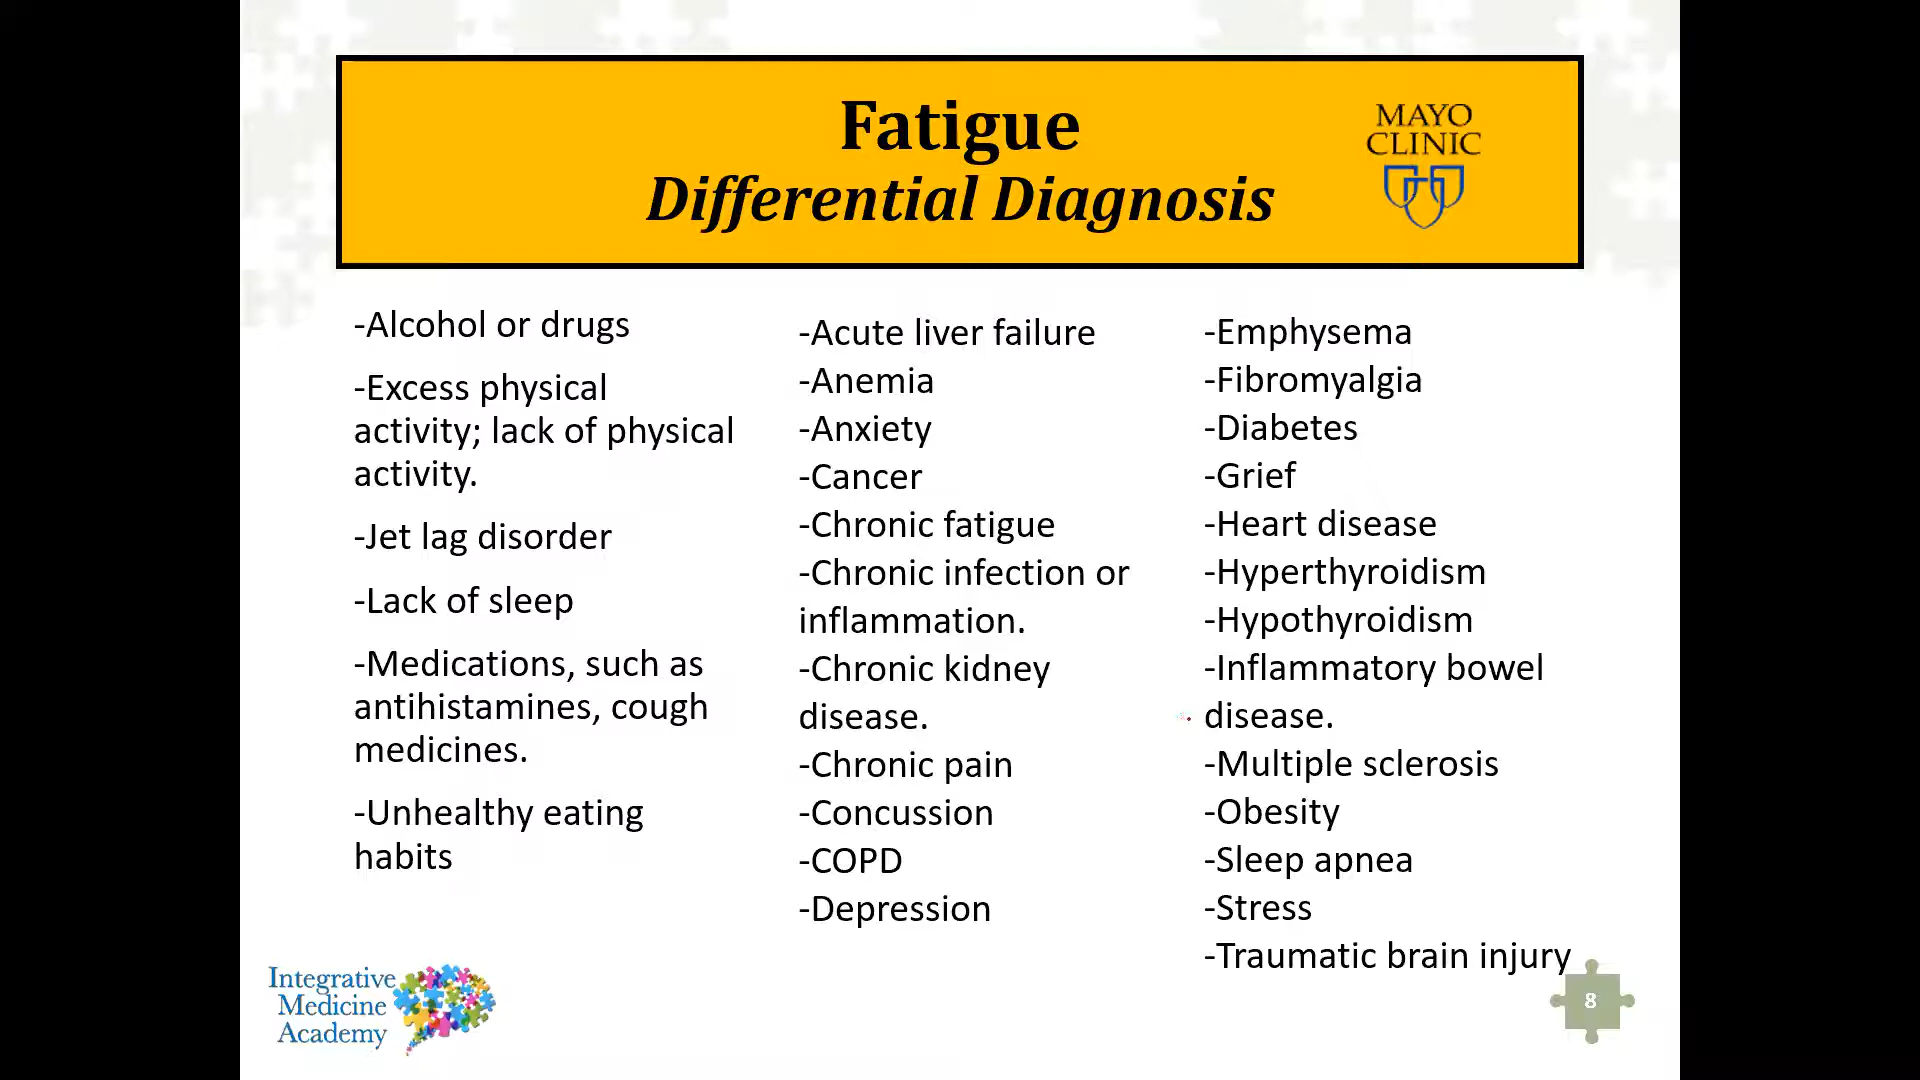 Fatigue
Differential Diagnosis
MAYO
CLINIC
-Alcohol or drugs
-Excess physical
activity; lack of physical
activity.
-Jet lag disorder
-Lack of sleep
-Medications, such as
antihistamines, cough
medicines.
-Unhealthy eating
habits
-Acute liver failure
-Anemia
-Anxiety
-Cancer
-Chronic fatigue
-Chronic infection or
inflammation.
-Chronic kidney
disease.
-Chronic pain
-Concussion
-COPD
-Depression
-Emphysema
-Fibromyalgia
-Diabetes
-Grief
-Heart disease
-Hyperthyroidism
-Hypothyroidism
-Inflammatory bowel
disease.
-Multiple sclerosis
-Obesity
-Sleep apnea
-Stress
-Traumatic brain injury
Integrative
Medicine
Academy
8